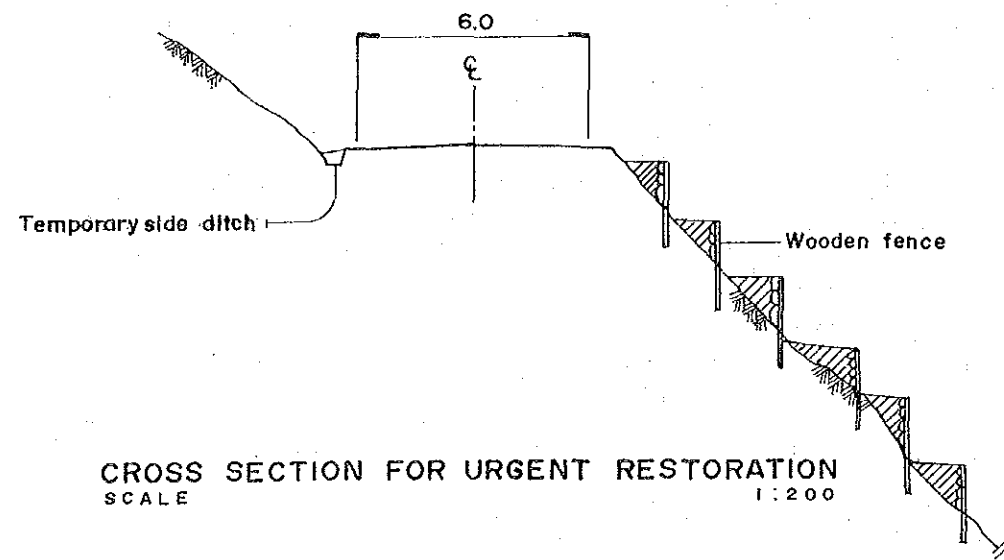 6.0
℄
Temporary side ditch
Wooden fence
CROSS SECTION FOR URGENT RESTORATION
SCALE 1:200